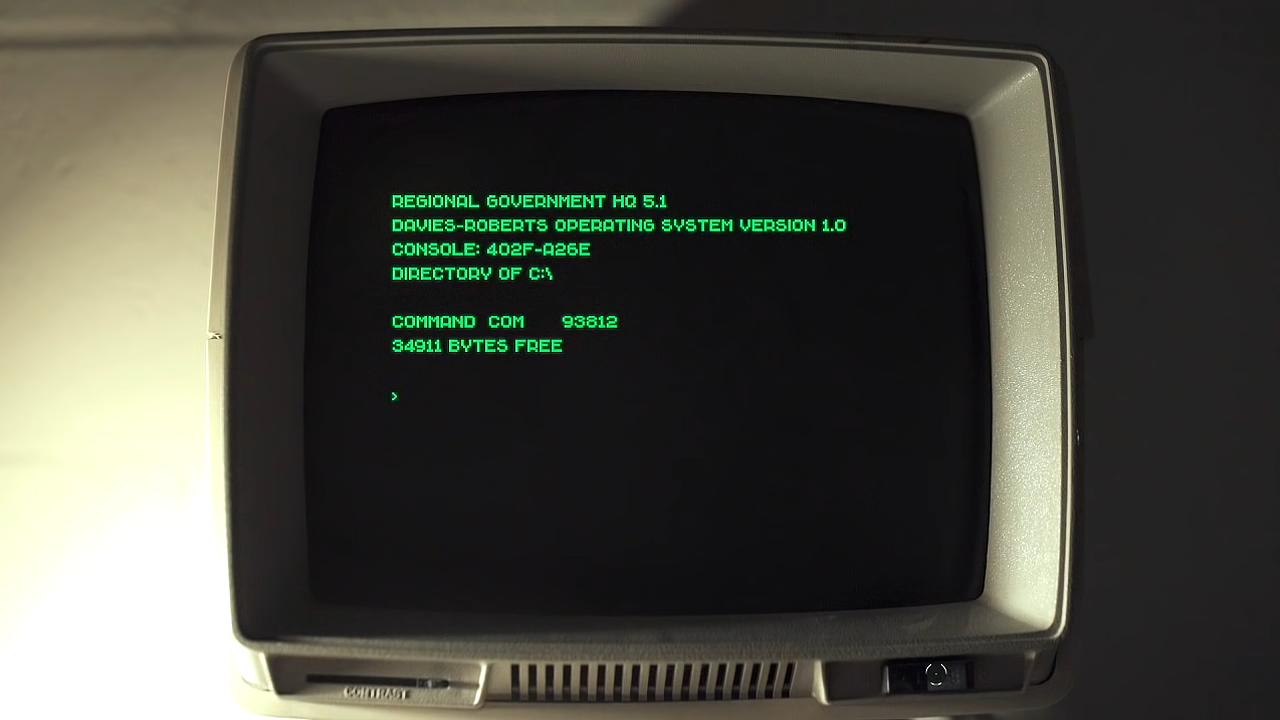 REGIONAL GOVERNMENT HQ 5.1
DAVIES-ROBERTS OPERATING SYSTEM VERSION 1.0
CONSOLE: 402F-A26E
DIRECTORY OF C:\
COMMAND COM 93812
34911 BYTES FREE
>
CONTRAST